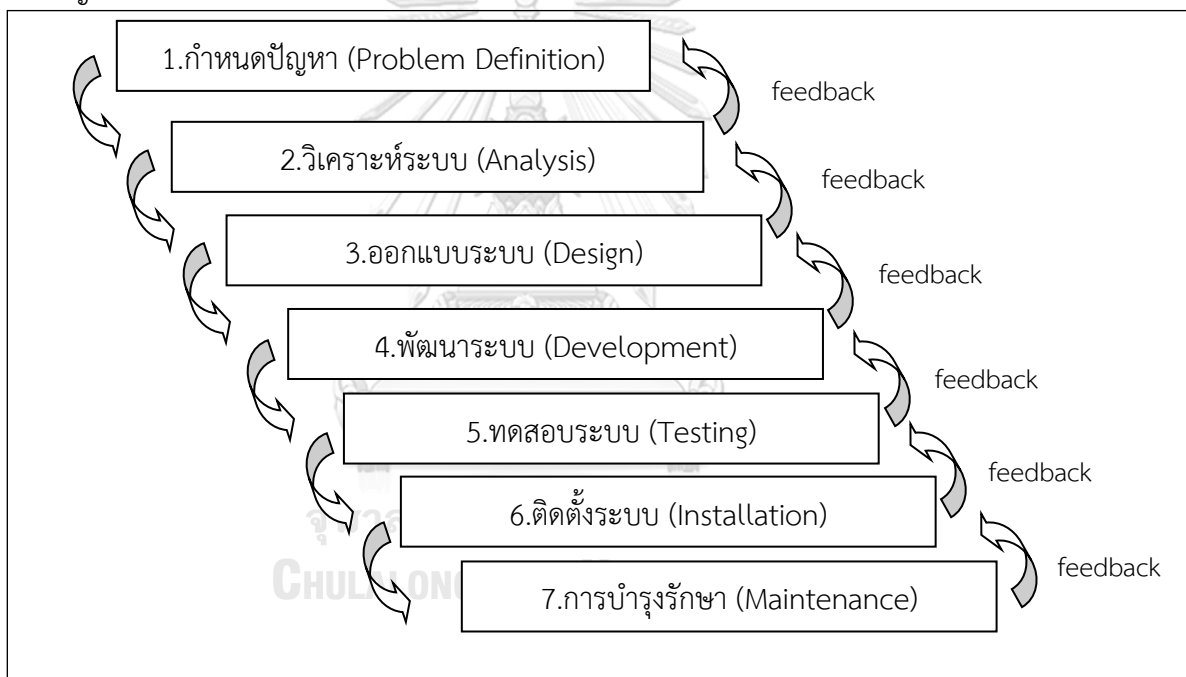 1.กำหนดปัญหา (Problem Definition)
feedback
2.วิเคราะห์ระบบ (Analysis)
feedback
3.ออกแบบระบบ (Design)
feedback
4.พัฒนาระบบ (Development)
feedback
5.ทดสอบระบบ (Testing)
feedback
6.ติดตั้งระบบ (Installation)
feedback
7.การบำรุงรักษา (Maintenance)